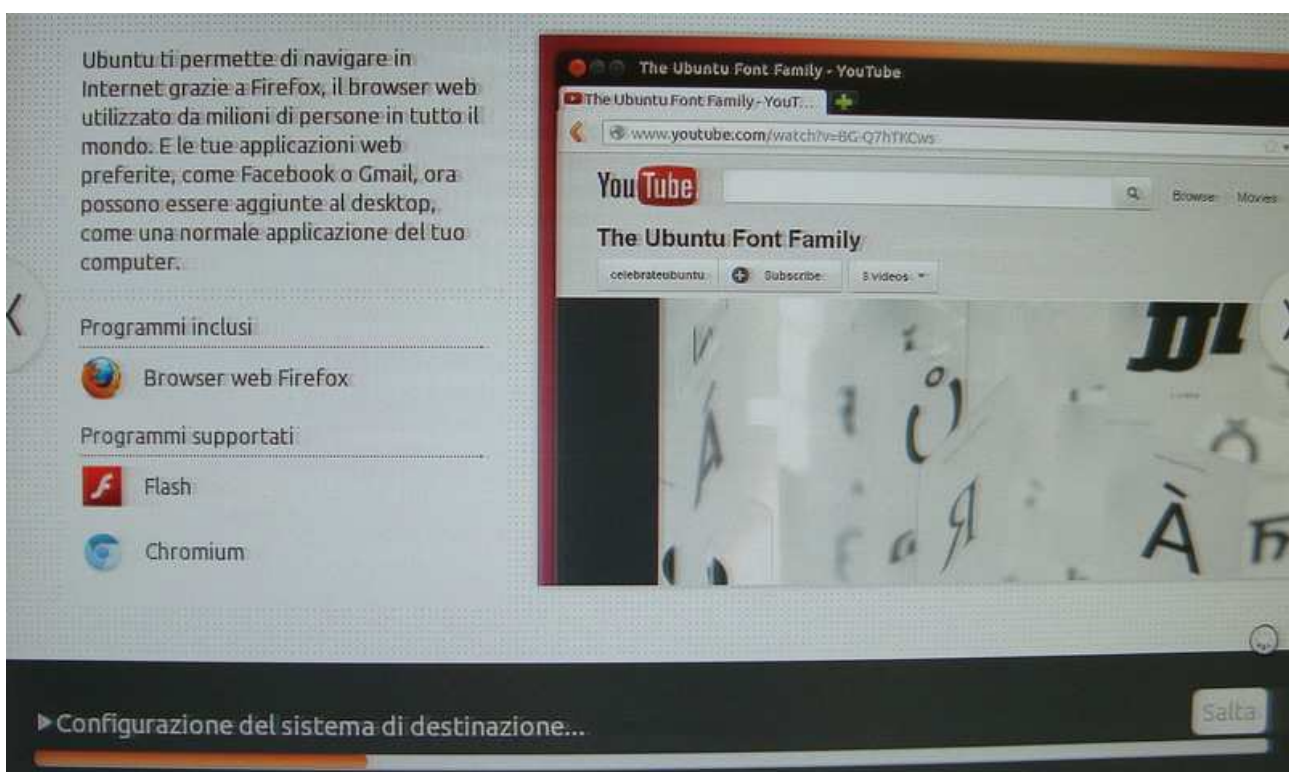 Ubuntu ti permette di navigare in
Internet grazie a Firefox, il browser web
utilizzato da milioni di persone in tutto il
mondo. E le tue applicazioni web
preferite, come Facebook o Gmail, ora
possono essere aggiunte al desktop,
come una normale applicazione del tuo
computer.
Programmi inclusi
Browser web Firefox
Programmi supportati
Flash
Chromium
The Ubuntu Font Family - YouTube
The Ubuntu Font Family - YouT...
www.youtube.com/watch?v=
YouTube
Browse Movies
The Ubuntu Font Family
celebrateubuntu Subscribe 8 videos
Configurazione del sistema di destinazione...
Salta